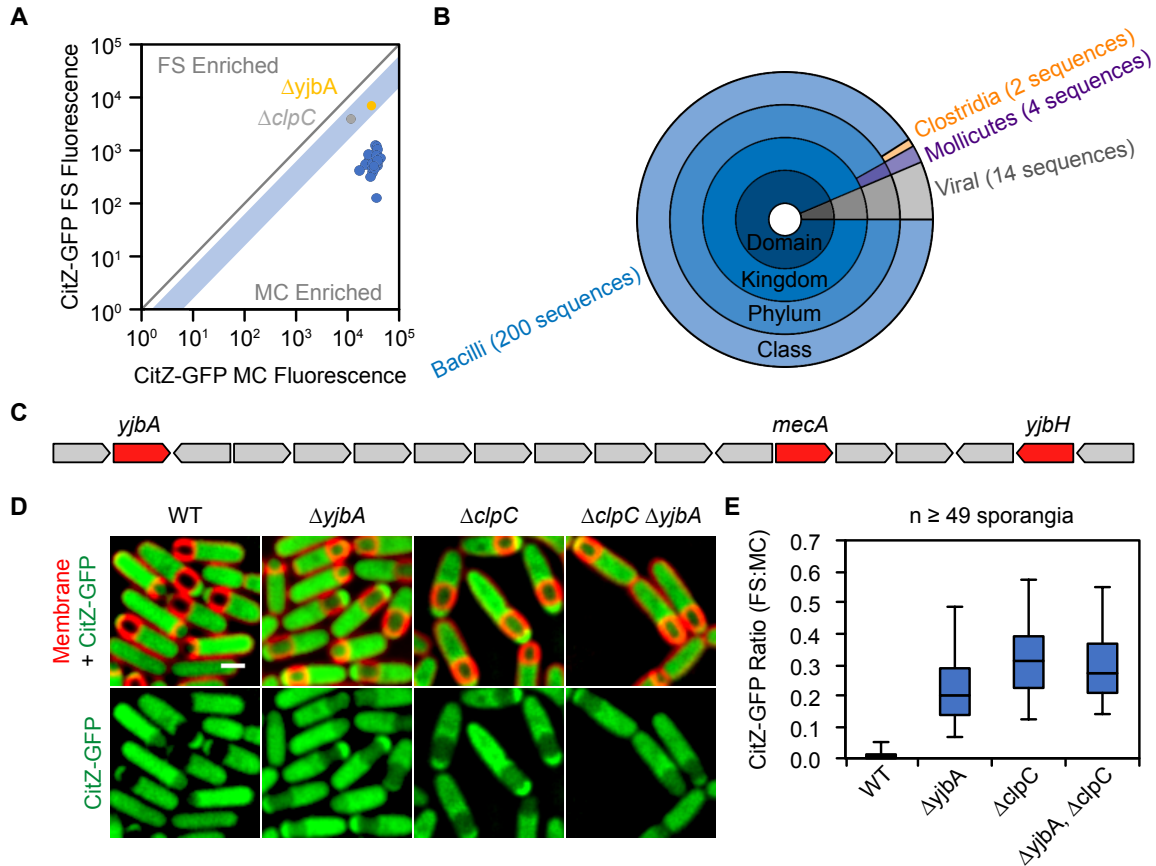 A
CitZ-GFP FS Fluorescence
10⁵
10⁴
10³
10²
10¹
10⁰
FS Enriched
ΔyjbA
ΔclpC
MC Enriched
10⁰ 10¹ 10² 10³ 10⁴ 10⁵
CitZ-GFP MC Fluorescence
B
Clostridia (2 sequences)
Mollicutes (4 sequences)
Viral (14 sequences)
Bacilli (200 sequences)
Domain
Kingdom
Phylum
Class
C
yjbA mecA yjbH
D
WT ΔyjbA ΔclpC ΔclpC ΔyjbA
Membrane
+ CitZ-GFP
CitZ-GFP
E
n ≥ 49 sporangia
CitZ-GFP Ratio (FS:MC)
0.7
0.6
0.5
0.4
0.3
0.2
0.1
0.0
WT
ΔyjbA
ΔclpC
ΔyjbA, ΔclpC